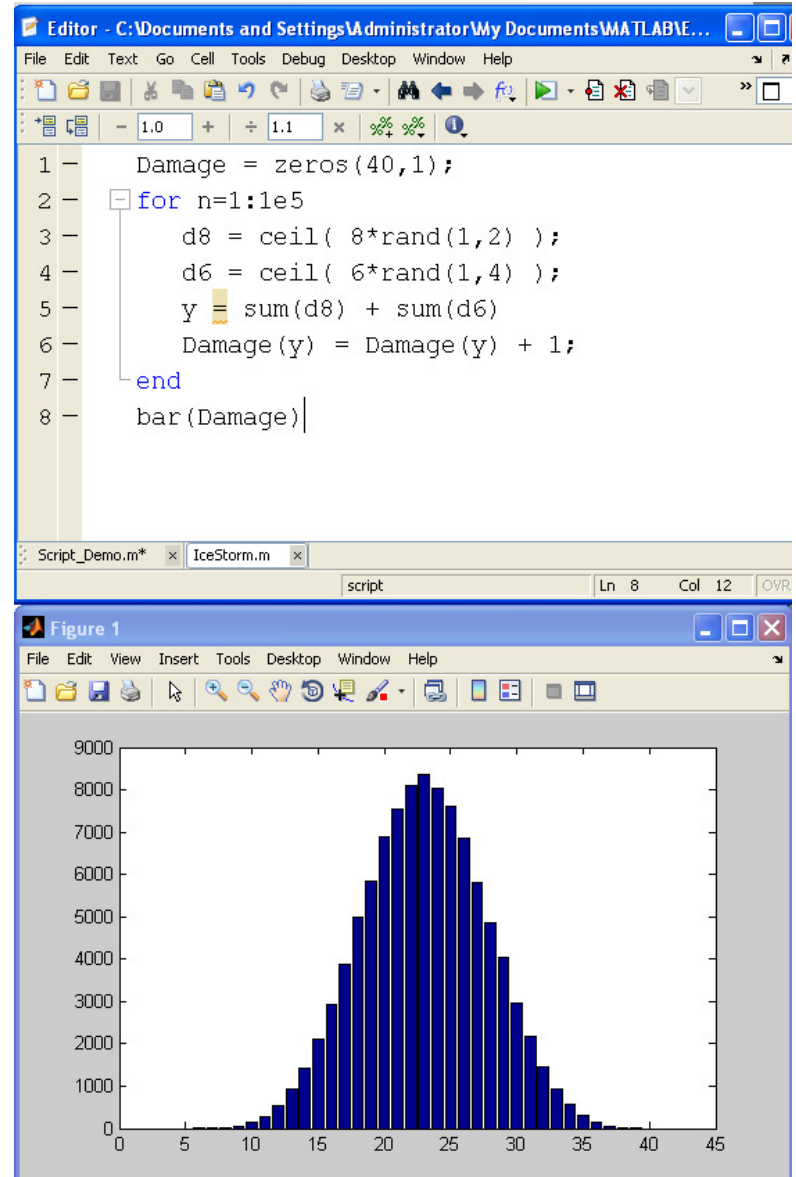 Editor - C:\Documents and Settings\Administrator\My Documents\MATLAB\E...
File Edit Text Go Cell Tools Debug Desktop Window Help
- 1.0 + ÷ 1.1 ×
1 - Damage = zeros(40,1);
2 - for n=1:1e5
3 - d8 = ceil( 8*rand(1,2) );
4 - d6 = ceil( 6*rand(1,4) );
5 - y = sum(d8) + sum(d6)
6 - Damage(y) = Damage(y) + 1;
7 - end
8 - bar(Damage)
Script_Demo.m* × IceStorm.m ×
script Ln 8 Col 12 OVR
Figure 1
File Edit View Insert Tools Desktop Window Help
9000
8000
7000
6000
5000
4000
3000
2000
1000
0
0 5 10 15 20 25 30 35 40 45